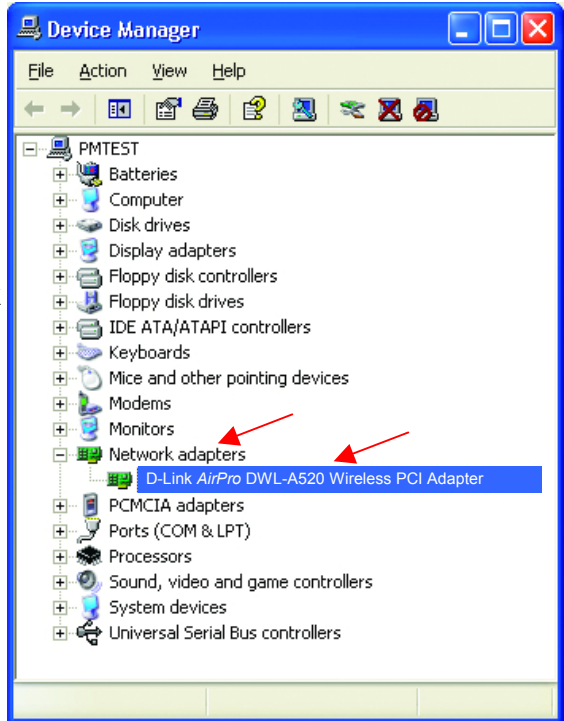 Device Manager
File Action View Help
PMTEST
Batteries
Computer
Disk drives
Display adapters
Floppy disk controllers
Floppy disk drives
IDE ATA/ATAPI controllers
Keyboards
Mice and other pointing devices
Modems
Monitors
Network adapters
D-Link AirPro DWL-A520 Wireless PCI Adapter
PCMCIA adapters
Ports (COM & LPT)
Processors
Sound, video and game controllers
System devices
Universal Serial Bus controllers